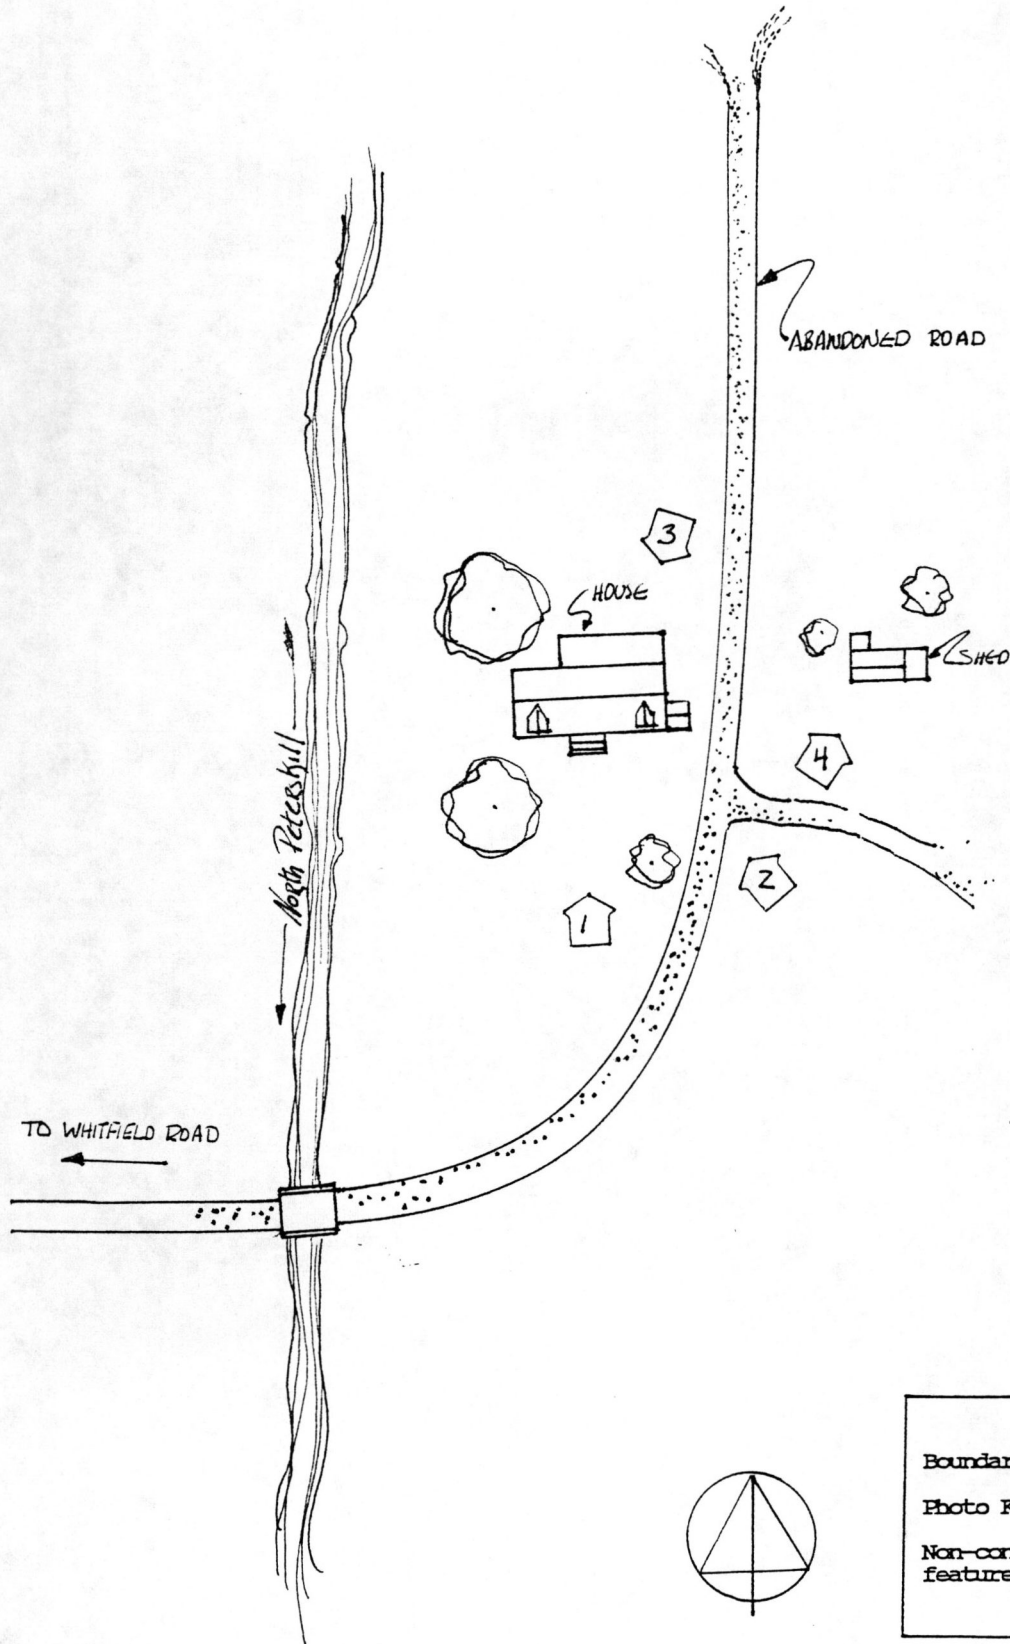 ABANDONED ROAD
3
HOUSE
SHED
4
North Peterskill
2
1
TO WHITFIELD ROAD
Boundar
Photo K
Non-con
feature